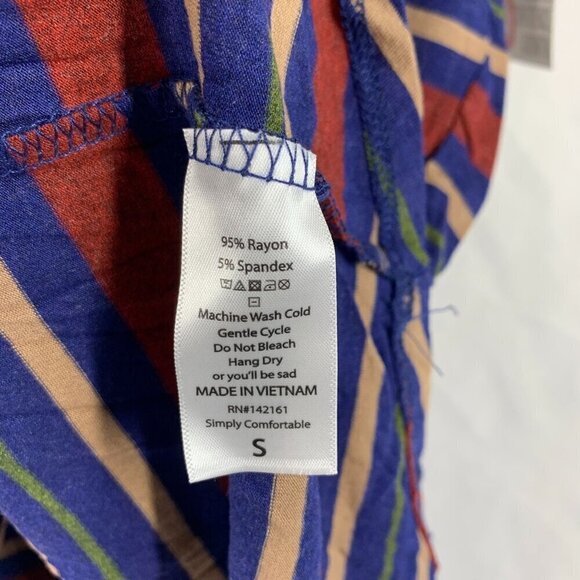 95% Rayon
5% Spandex
Machine Wash Cold
Gentle Cycle
Do Not Bleach
Hang Dry
or you'll be sad
MADE IN VIETNAM
RN#142161
Simply Comfortable
S